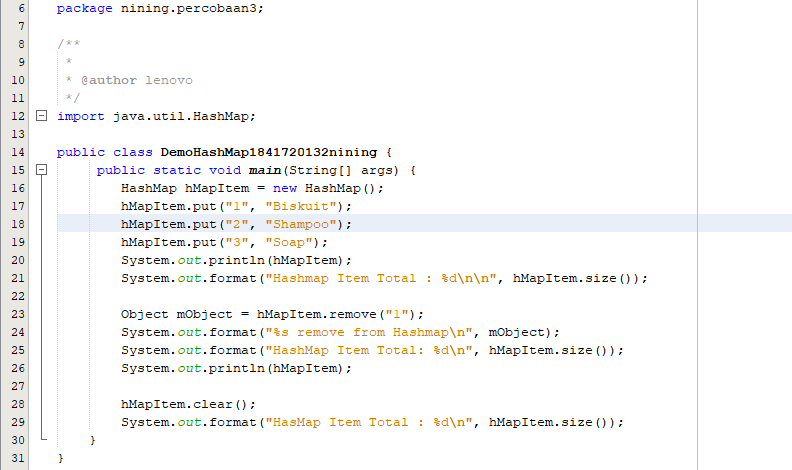 6 package nining.percobaan3;
7
8 /**
9 *
10 * @author lenovo
11 */
12 import java.util.HashMap;
13
14 public class DemoHashMap1841720132nining {
15 public static void main(String[] args) {
16 HashMap hMapItem = new HashMap();
17 hMapItem.put("1", "Biskuit");
18 hMapItem.put("2", "Shampoo");
19 hMapItem.put("3", "Soap");
20 System.out.println(hMapItem);
21 System.out.format("Hashmap Item Total : %d\n\n", hMapItem.size());
22
23 Object mObject = hMapItem.remove("1");
24 System.out.format("%s remove from Hashmap\n", mObject);
25 System.out.format("HashMap Item Total: %d\n", hMapItem.size());
26 System.out.println(hMapItem);
27
28 hMapItem.clear();
29 System.out.format("HasMap Item Total : %d\n", hMapItem.size());
30 }
31 }